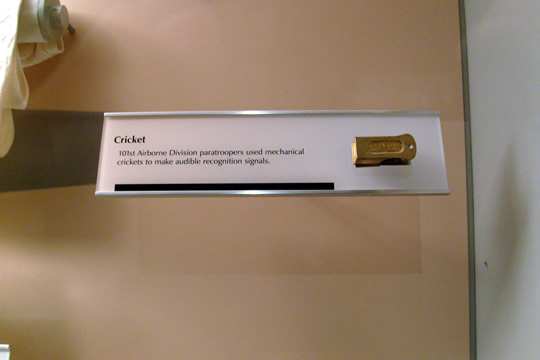 Cricket
101st Airborne Division paratroopers used mechanical
crickets to make audible recognition signals.